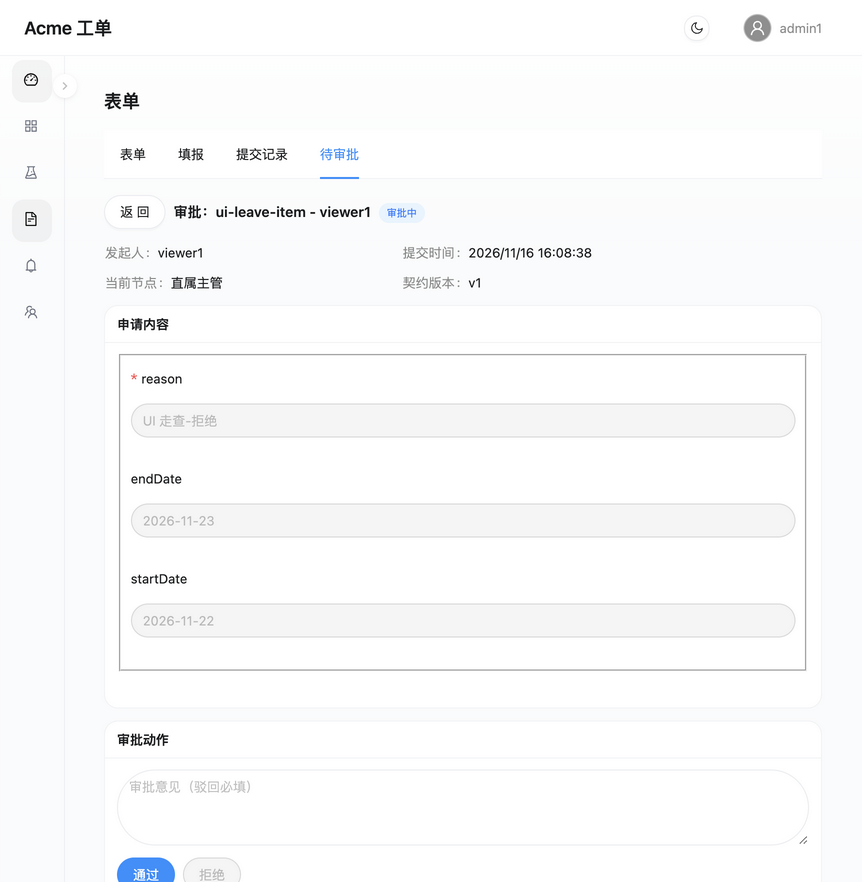 Acme 工单
admin1
表单
表单 填报 提交记录 待审批
返 回 审批：ui-leave-item - viewer1 审批中
发起人： viewer1 提交时间： 2026/11/16 16:08:38
当前节点： 直属主管 契约版本： v1
申请内容
* reason
UI 走查-拒绝
endDate
2026-11-23
startDate
2026-11-22
审批动作
审批意见（驳回必填）
通过 拒绝